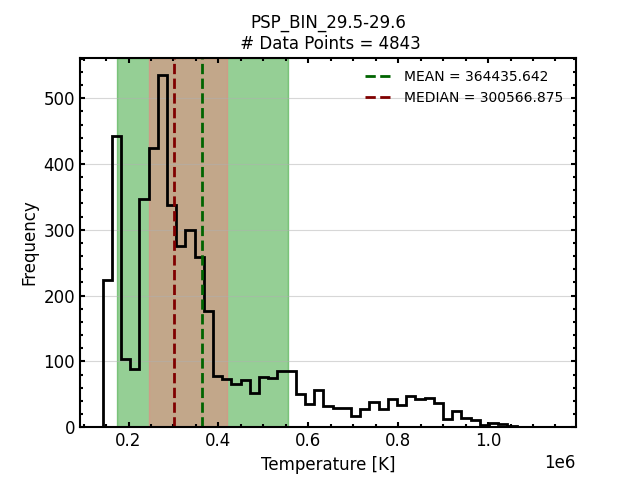 PSP_BIN_29.5-29.6
# Data Points = 4843
MEAN = 364435.642
MEDIAN = 300566.875
Frequency
500
400
300
200
100
0
0.2 0.4 0.6 0.8 1.0
Temperature [K]
1e6